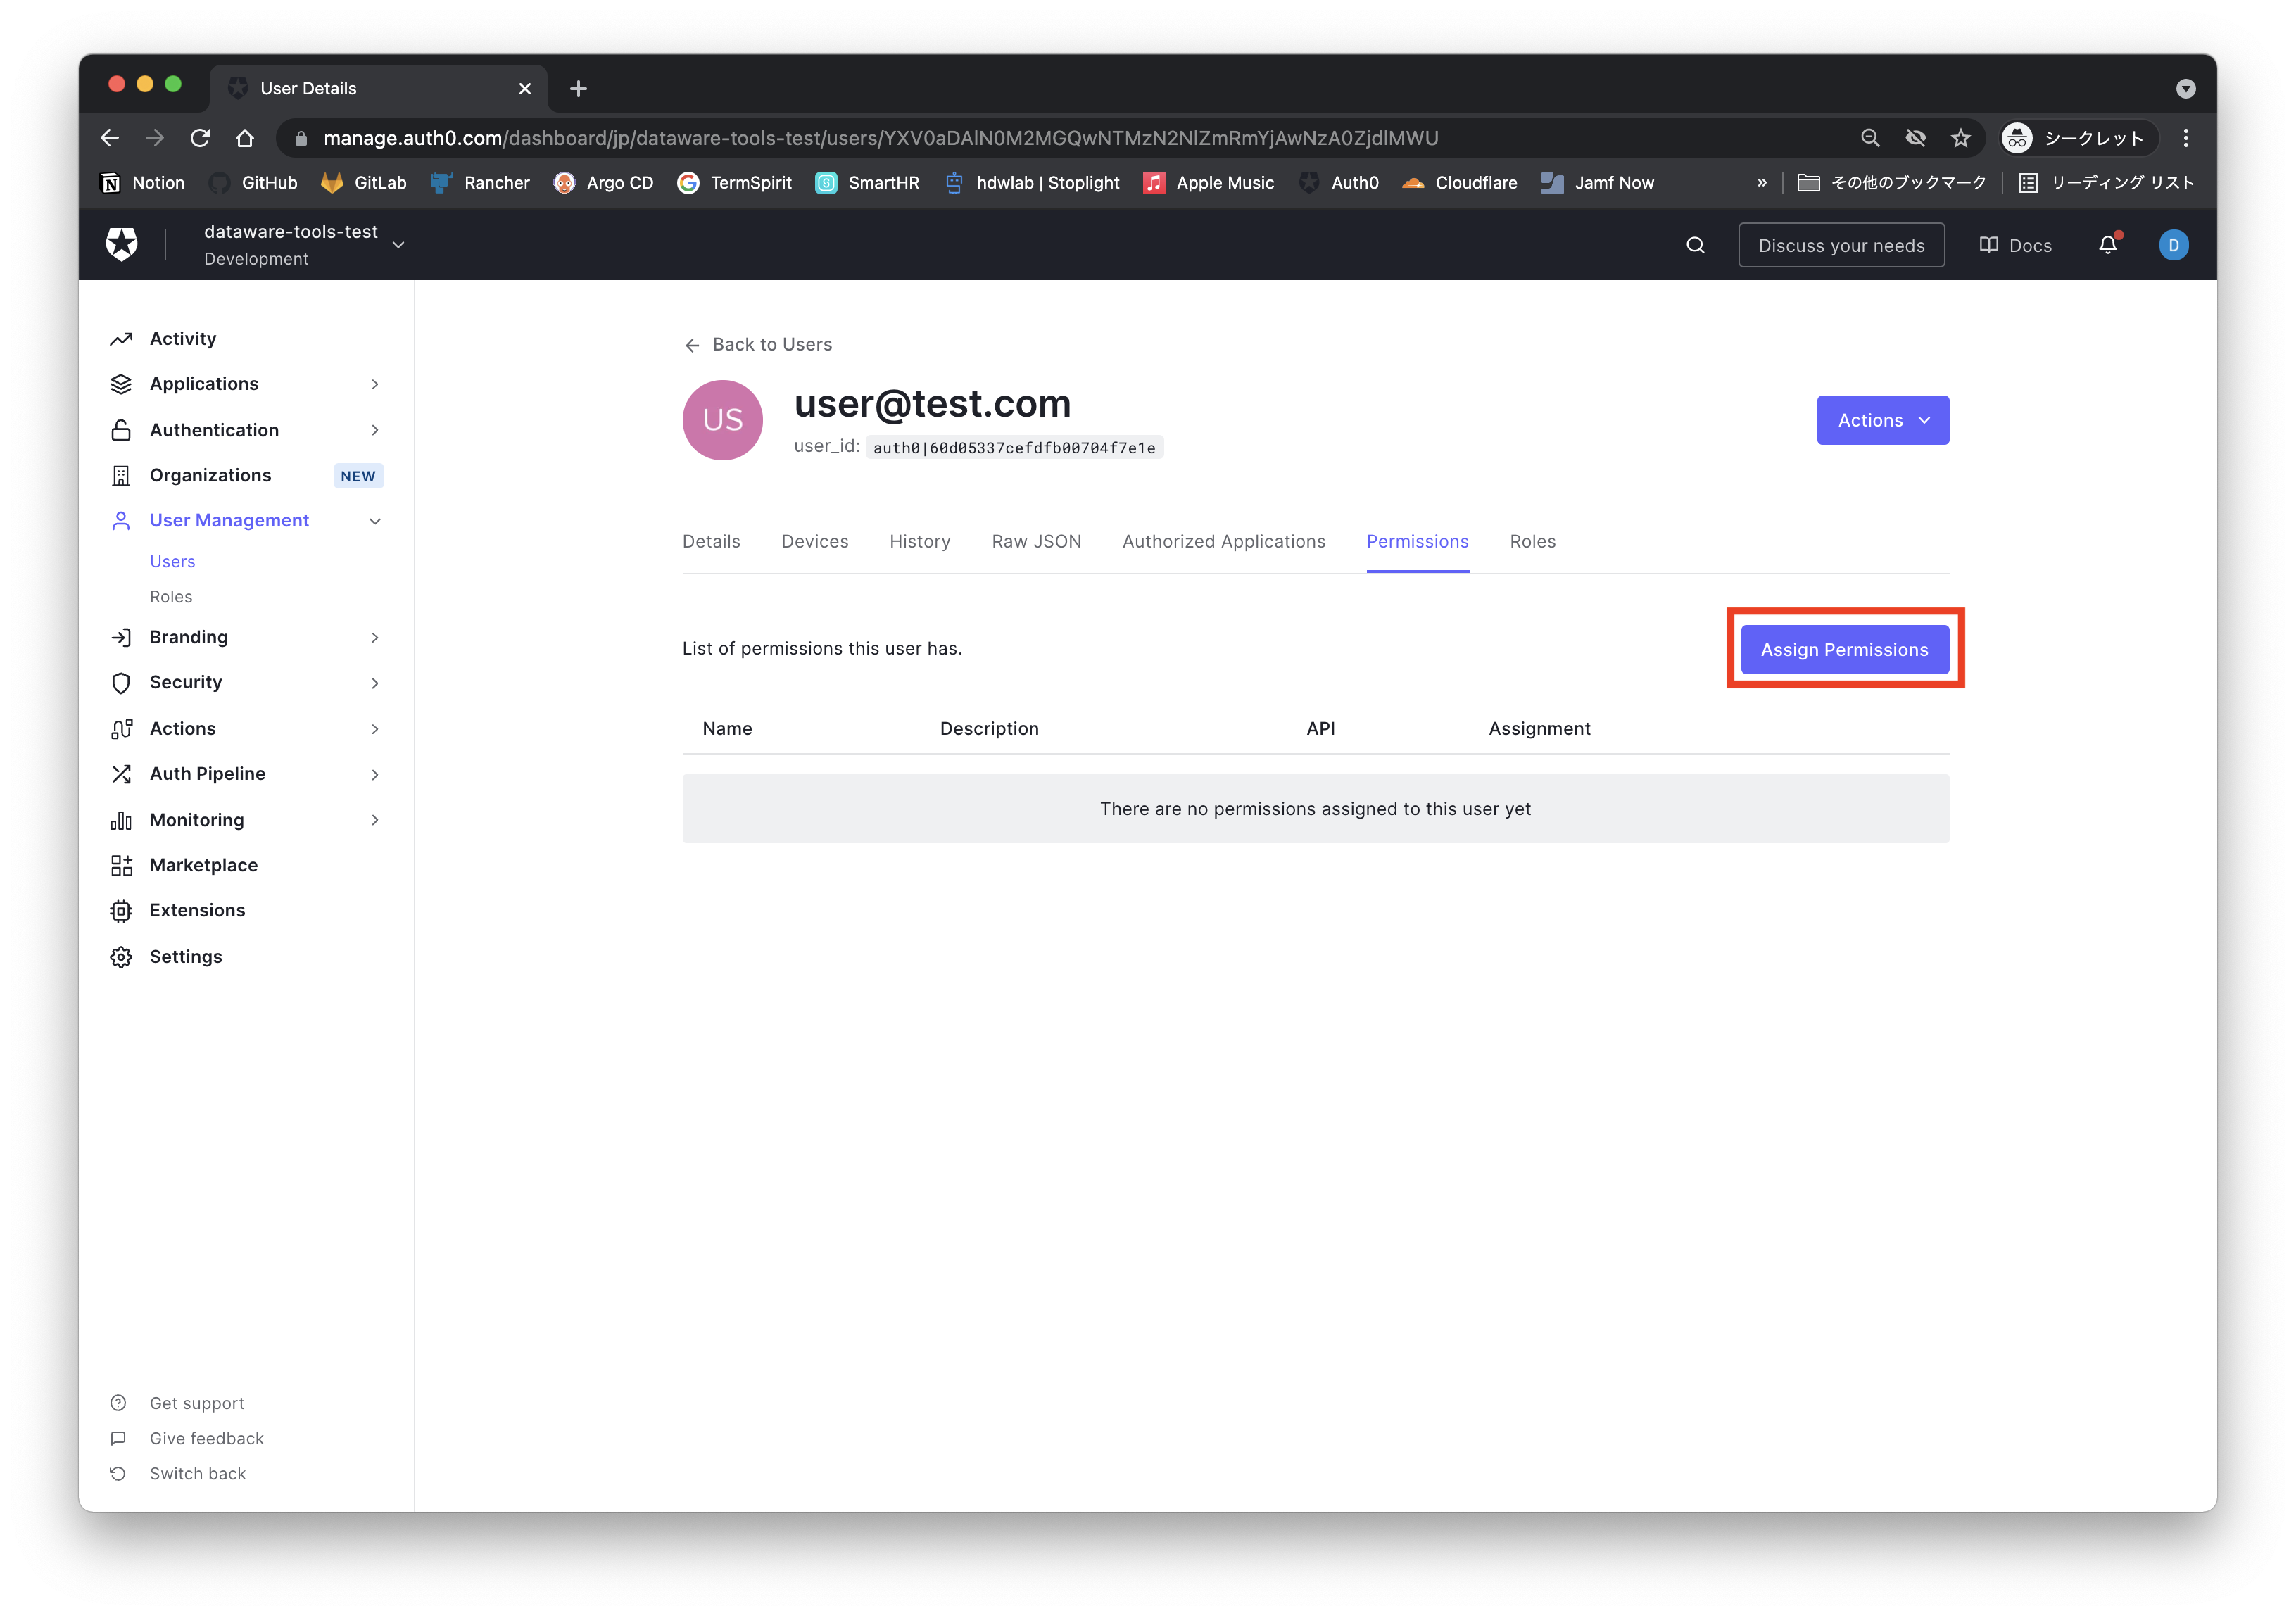 User Details
manage.auth0.com/dashboard/jp/dataware-tools-test/users/YXV0aDAlN0M2MGQwNTMzN2NlZmRmYjAwNzA0ZjdlMWU
シークレット
Notion GitHub GitLab Rancher Argo CD TermSpirit SmartHR hdwlab | Stoplight Apple Music Auth0 Cloudflare Jamf Now » その他のブックマーク リーディング リスト
dataware-tools-test
Development
Discuss your needs
Docs
D
Activity
Applications
Authentication
Organizations NEW
User Management
Users
Roles
Branding
Security
Actions
Auth Pipeline
Monitoring
Marketplace
Extensions
Settings
Get support
Give feedback
Switch back
Back to Users
US
user@test.com
user_id: auth0|60d05337cefdfb00704f7e1e
Actions
Details Devices History Raw JSON Authorized Applications Permissions Roles
List of permissions this user has.
Assign Permissions
Name Description API Assignment
There are no permissions assigned to this user yet